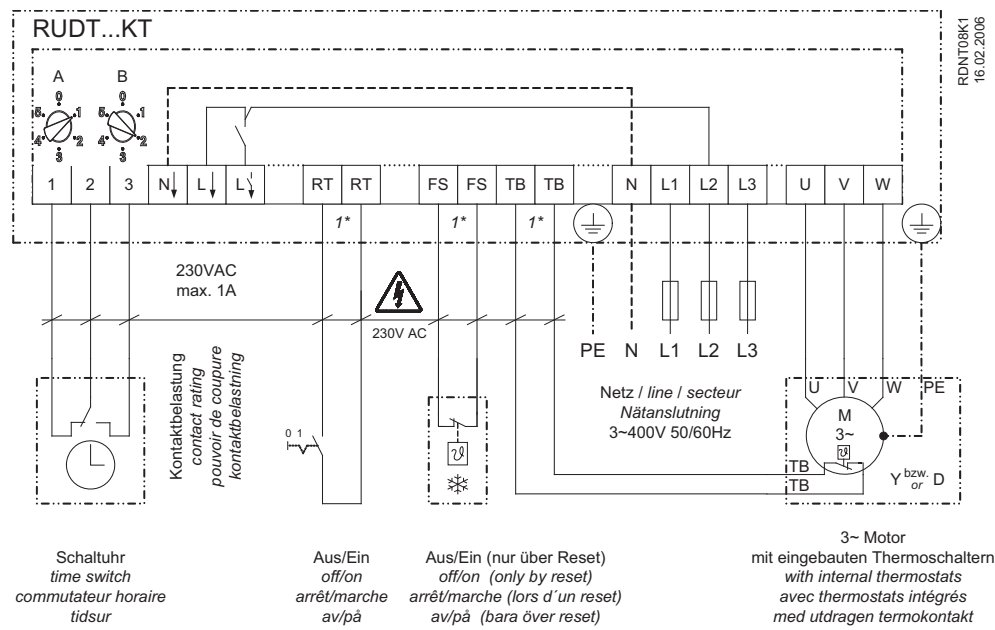 RUDT...KT
RDNT08K1
16.02.2006
A B
0 0
5 1 5 1
4 2 4 2
3 3
1 2 3 N L L RT RT FS FS TB TB N L1 L2 L3 U V W
1* 1* 1*
230VAC
max. 1A
230V AC
PE N L1 L2 L3
Kontaktbelastung
contact rating
pouvoir de coupure
kontaktbelastning
Netz / line / secteur
Nätanslutning
3~400V 50/60Hz
U V W PE
M
3~
ϑ
0 1
ϑ
TB
TB
Y bzw. or D
Schaltuhr
time switch
commutateur horaire
tidsur
Aus/Ein
off/on
arrêt/marche
av/på
Aus/Ein (nur über Reset)
off/on (only by reset)
arrêt/marche (lors d´un reset)
av/på (bara över reset)
3~ Motor
mit eingebauten Thermoschaltern
with internal thermostats
avec thermostats intégrés
med utdragen termokontakt